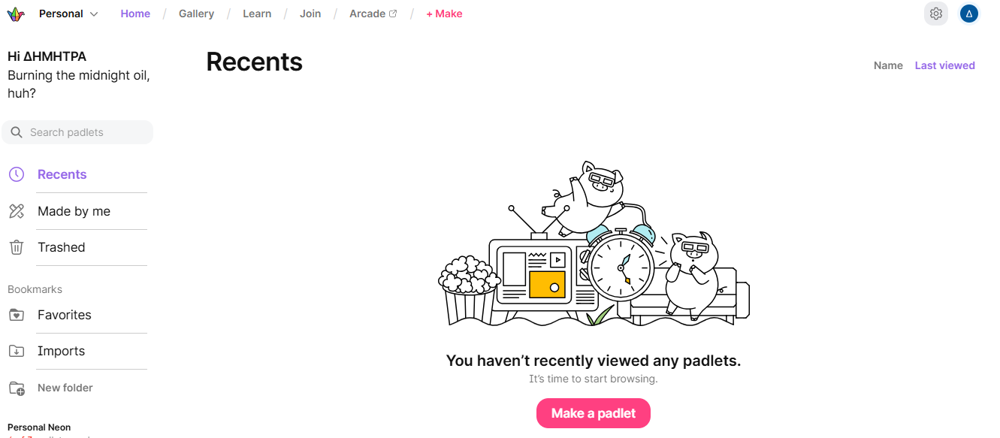 Personal
Home / Gallery / Learn / Join / Arcade / + Make
Δ
Hi ΔΗΜΗΤΡΑ
Burning the midnight oil,
huh?
Search padlets
Recents
Made by me
Trashed
Bookmarks
Favorites
Imports
New folder
Personal Neon
Recents
Name Last viewed
You haven’t recently viewed any padlets.
It’s time to start browsing.
Make a padlet